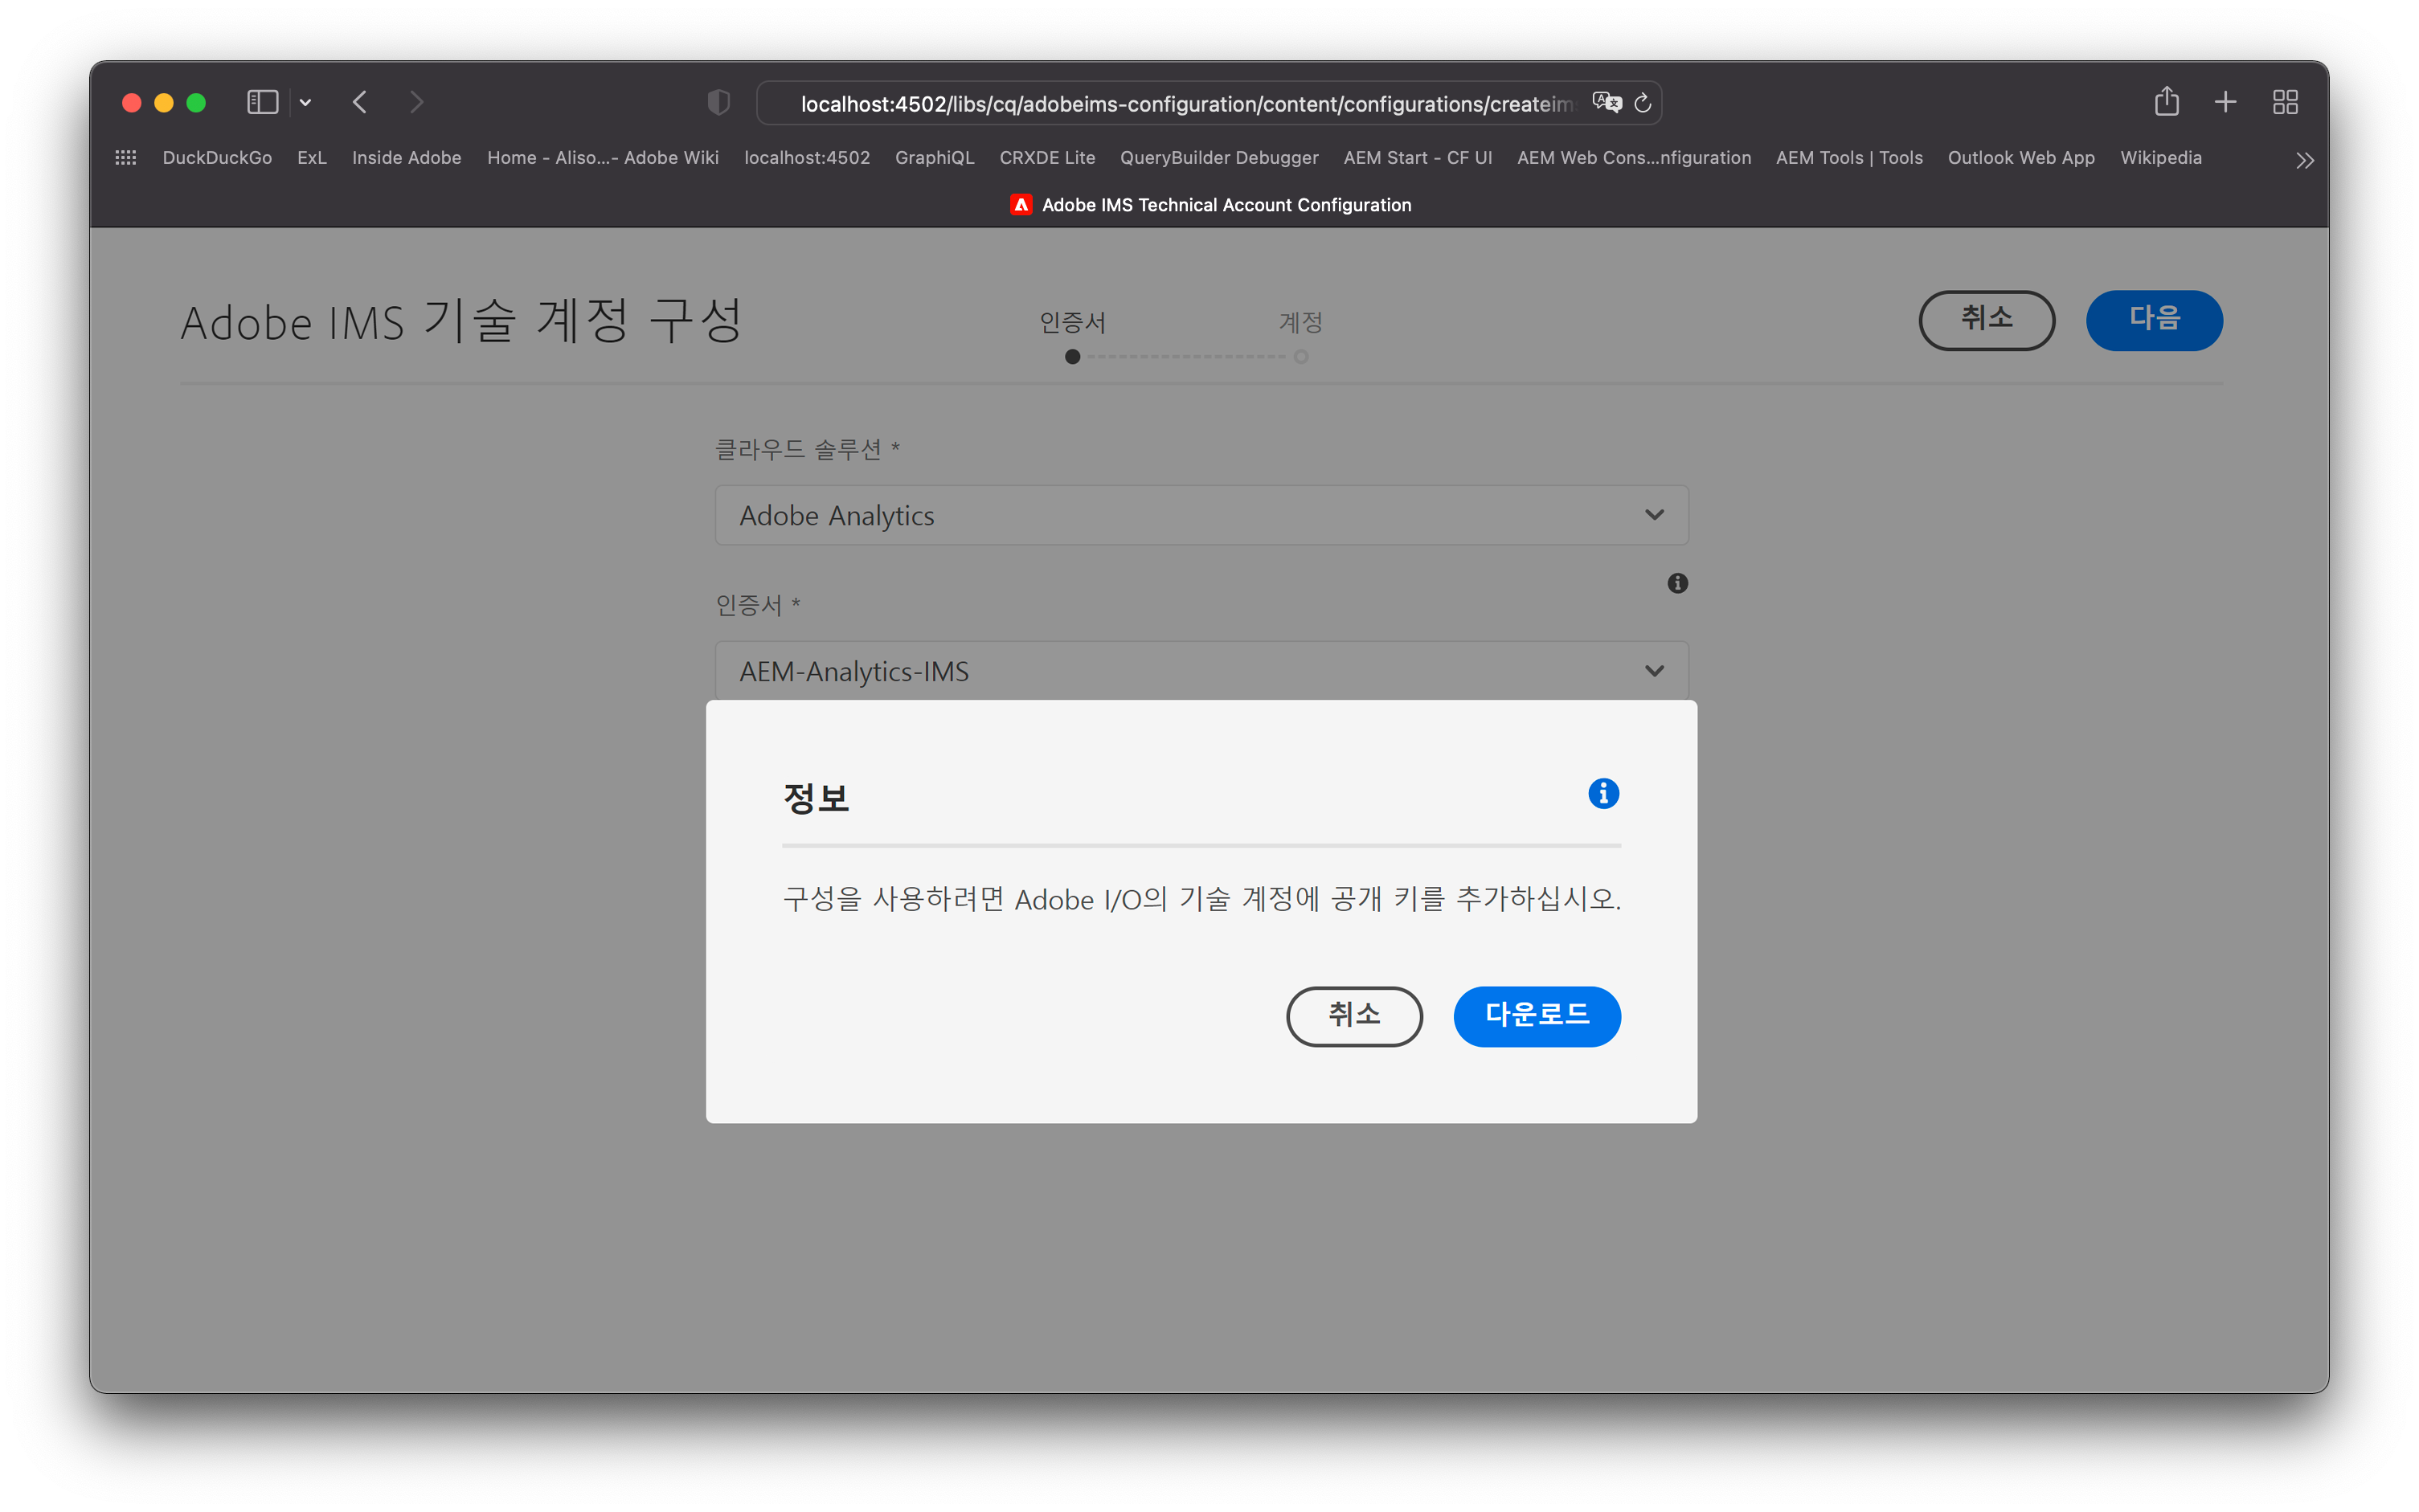 localhost:4502/libs/cq/adobeims-configuration/content/configurations/createim
DuckDuckGo ExL Inside Adobe Home - Aliso...- Adobe Wiki localhost:4502 GraphiQL CRXDE Lite QueryBuilder Debugger AEM Start - CF UI AEM Web Cons...nfiguration AEM Tools | Tools Outlook Web App Wikipedia
Adobe IMS Technical Account Configuration
Adobe IMS 기술 계정 구성
인증서 계정
취소 다음
클라우드 솔루션 *
Adobe Analytics
인증서 *
AEM-Analytics-IMS
정보
구성을 사용하려면 Adobe I/O의 기술 계정에 공개 키를 추가하십시오.
취소 다운로드